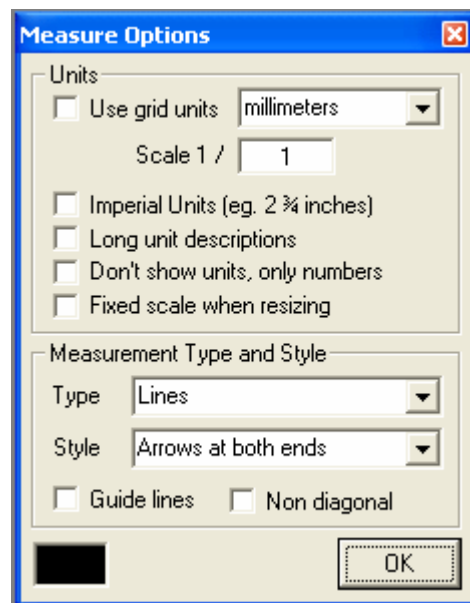 Measure Options
Units
Use grid units millimeters
Scale 1 / 1
Imperial Units (eg. 2 ¾ inches)
Long unit descriptions
Don't show units, only numbers
Fixed scale when resizing
Measurement Type and Style
Type Lines
Style Arrows at both ends
Guide lines Non diagonal
OK